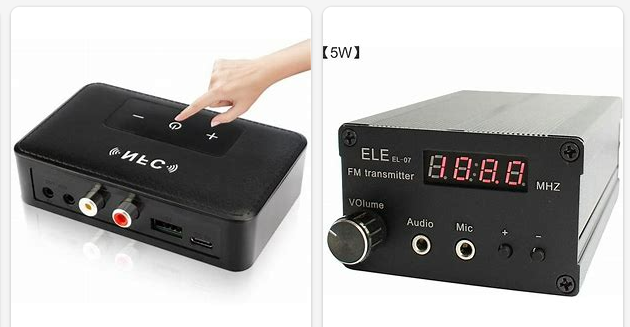 NFC
【5W】
ELE EL-07
FM transmitter
MHZ
VOlume
Audio
Mic
+
-